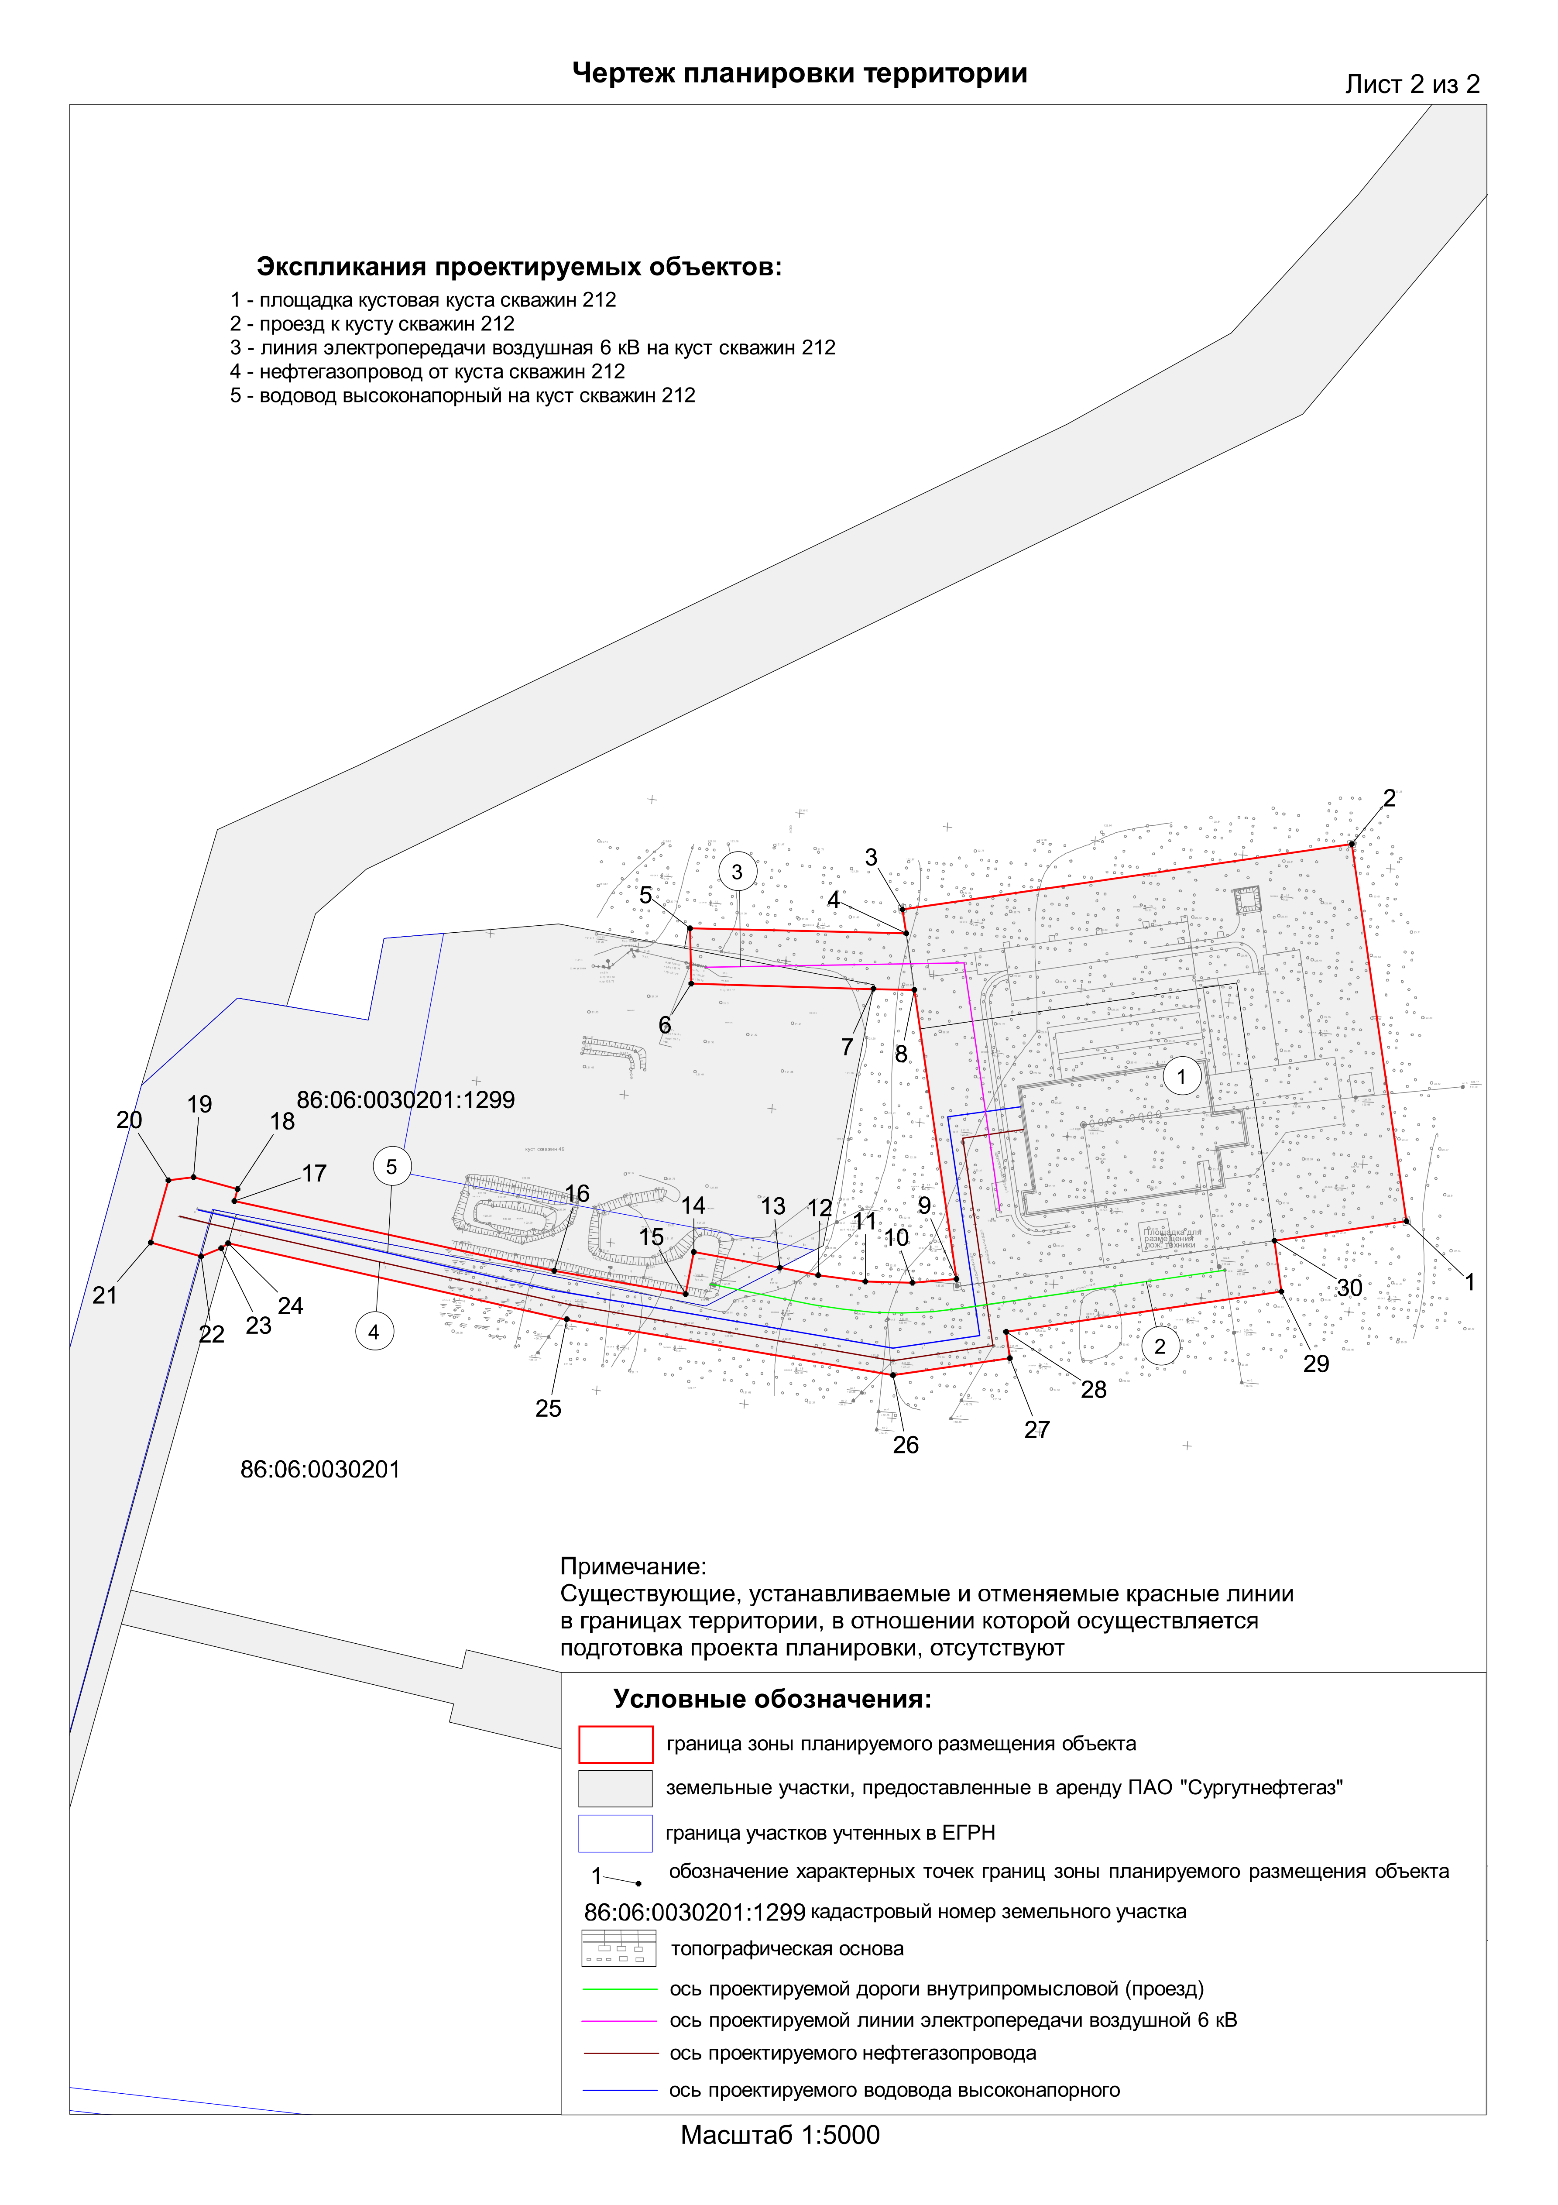 Чертеж планировки территории
Лист 2 из 2
Экспликания проектируемых объектов:
1 - площадка кустовая куста скважин 212
2 - проезд к кусту скважин 212
3 - линия электропередачи воздушная 6 кВ на куст скважин 212
4 - нефтегазопровод от куста скважин 212
5 - водовод высоконапорный на куст скважин 212
2
3
3
4
5
6
7
8
1
86:06:0030201:1299
20
19
18
17
5
16
14
13
12
11
10
9
15
куст скважин 46
Площадка для
размещения
пож. техники
21
22
23
24
4
30
1
2
29
28
25
27
26
86:06:0030201
Примечание:
Существующие, устанавливаемые и отменяемые красные линии
в границах территории, в отношении которой осуществляется
подготовка проекта планировки, отсутствуют
Условные обозначения:
граница зоны планируемого размещения объекта
земельные участки, предоставленные в аренду ПАО "Сургутнефтегаз"
граница участков учтенных в ЕГРН
1 обозначение характерных точек границ зоны планируемого размещения объекта
86:06:0030201:1299 кадастровый номер земельного участка
топографическая основа
ось проектируемой дороги внутрипромысловой (проезд)
ось проектируемой линии электропередачи воздушной 6 кВ
ось проектируемого нефтегазопровода
ось проектируемого водовода высоконапорного
Масштаб 1:5000